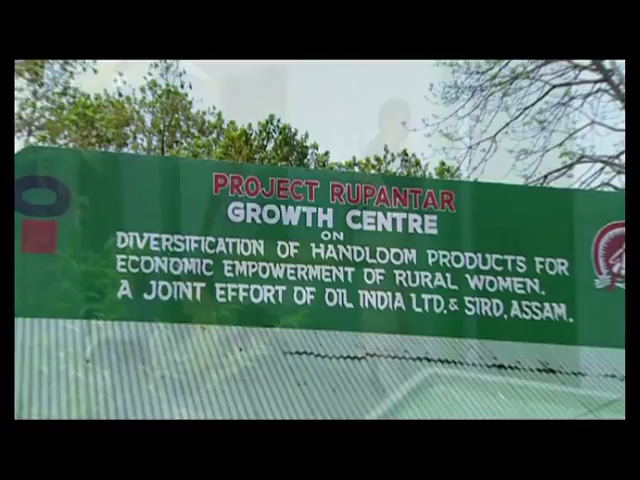 PROJECT RUPANTAR
GROWTH CENTRE
ON
DIVERSIFICATION OF HANDLOOM PRODUCTS FOR
ECONOMIC EMPOWERMENT OF RURAL WOMEN.
A JOINT EFFORT OF OIL INDIA LTD. & SIRD, ASSAM.